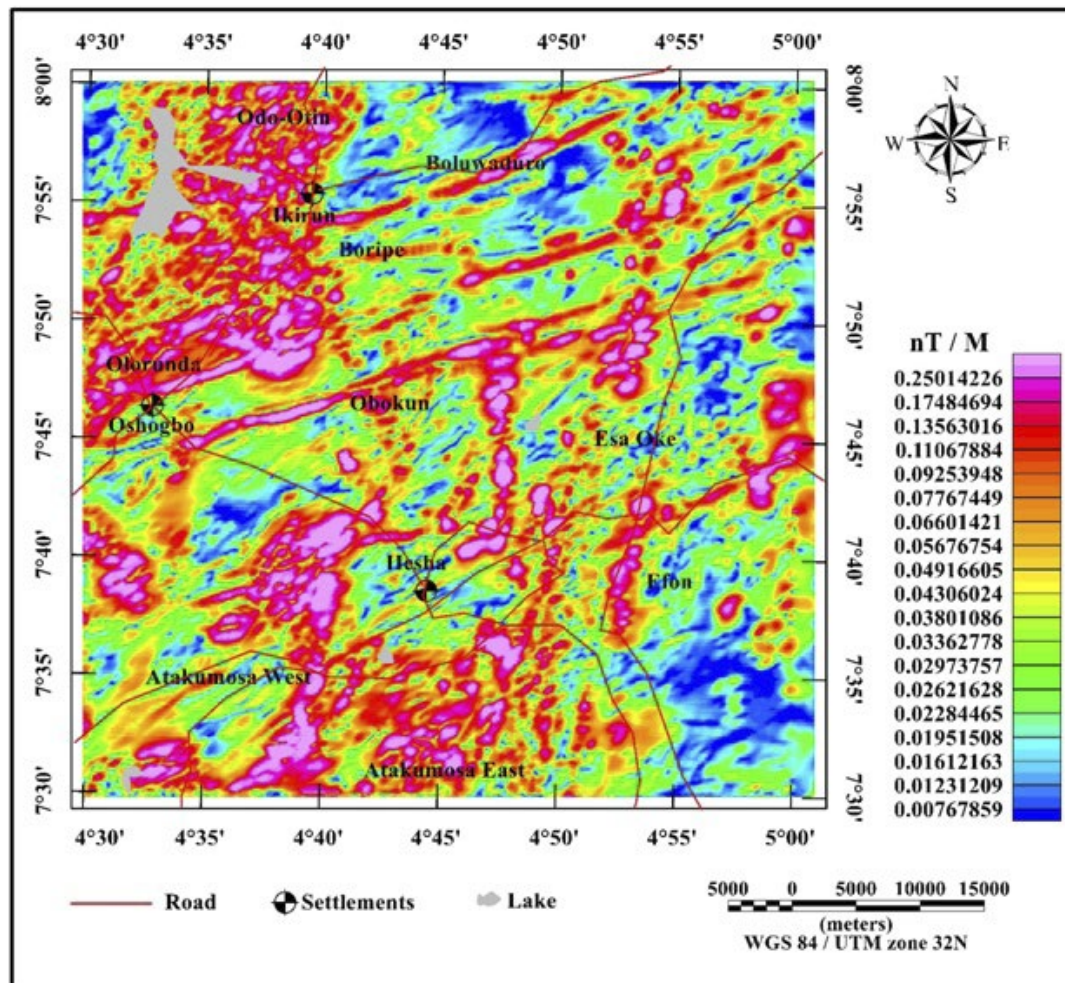 4°30' 4°35' 4°40' 4°45' 4°50' 4°55' 5°00'
8°00' 8°00'
N
Odo-Otin
W E
Boluwaduro
S
7°55' 7°55'
Ikirun
Boripe
7°50' 7°50'
nT / M
Olorunda
0.25014226
Obokun
0.17484694
Oshogbo
0.13563016
Esa Oke
7°45' 7°45'
0.11067884
0.09253948
0.07767449
0.06601421
7°40' 7°40'
0.05676754
Ilesha
0.04916605
Efon
0.04306024
0.03801086
0.03362778
7°35' 7°35'
Atakumosa West
0.02973757
0.02621628
0.02284465
0.01951508
Atakumosa East
0.01612163
7°30' 7°30'
0.01231209
0.00767859
4°30' 4°35' 4°40' 4°45' 4°50' 4°55' 5°00'
Road Settlements Lake
5000 0 5000 10000 15000
(meters)
WGS 84 / UTM zone 32N